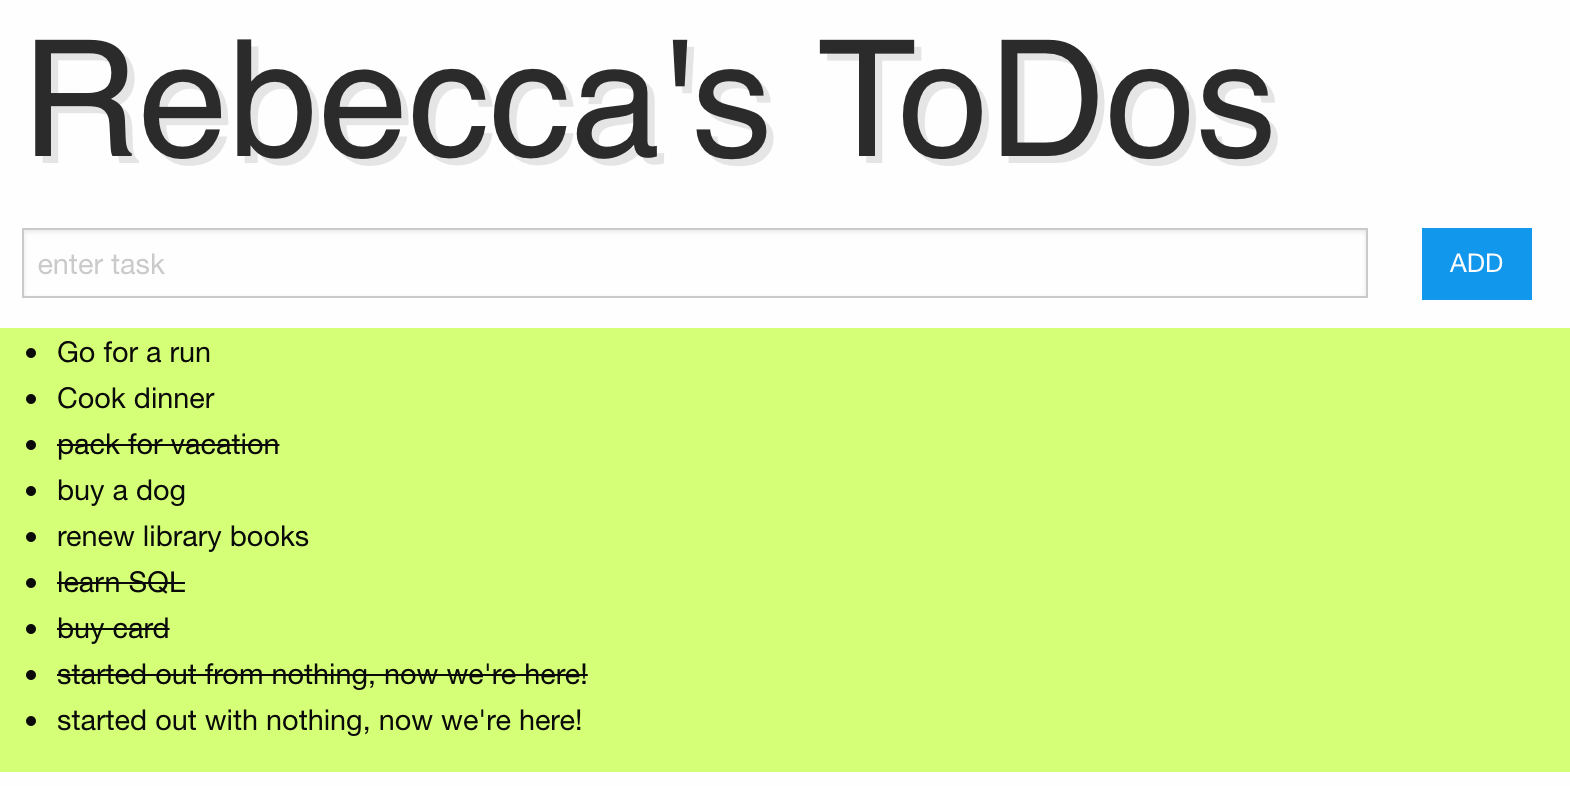 Rebecca's ToDos
enter task
ADD
Go for a run
Cook dinner
pack for vacation
buy a dog
renew library books
learn SQL
buy card
started out from nothing, now we're here!
started out with nothing, now we're here!